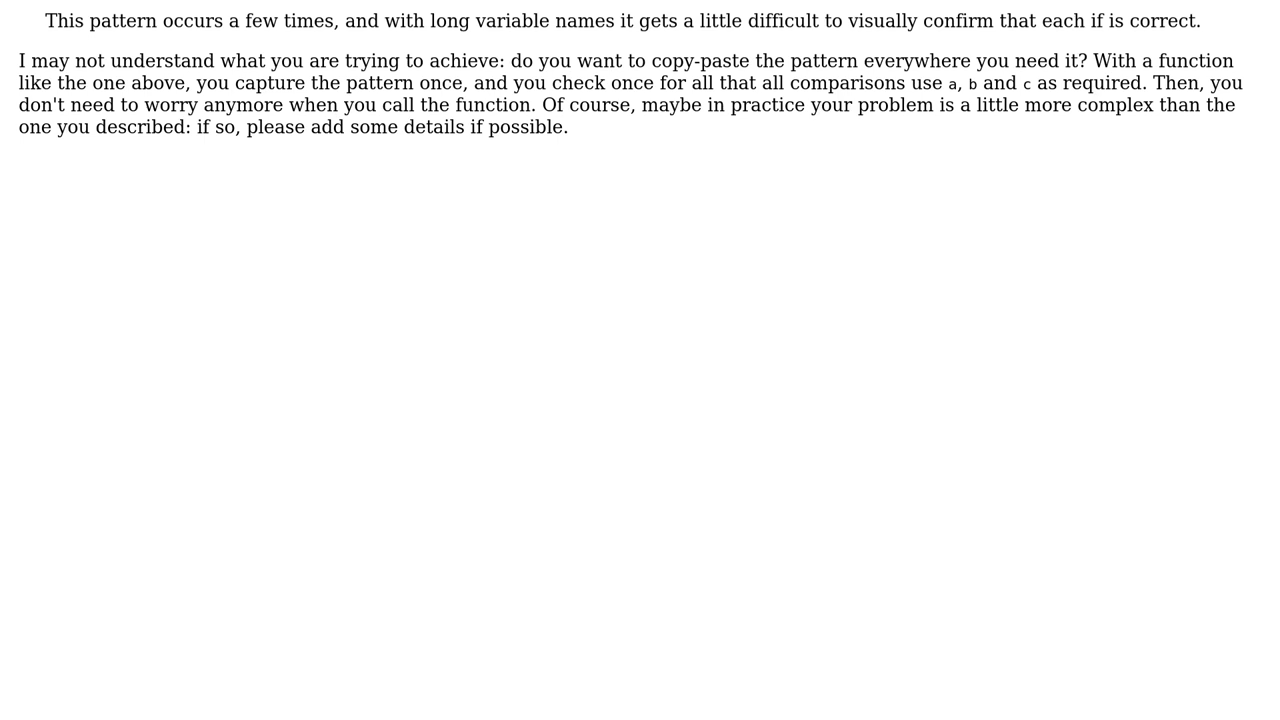 This pattern occurs a few times, and with long variable names it gets a little difficult to visually confirm that each if is correct.
I may not understand what you are trying to achieve: do you want to copy-paste the pattern everywhere you need it? With a function
like the one above, you capture the pattern once, and you check once for all that all comparisons use a, b and c as required. Then, you
don't need to worry anymore when you call the function. Of course, maybe in practice your problem is a little more complex than the
one you described: if so, please add some details if possible.